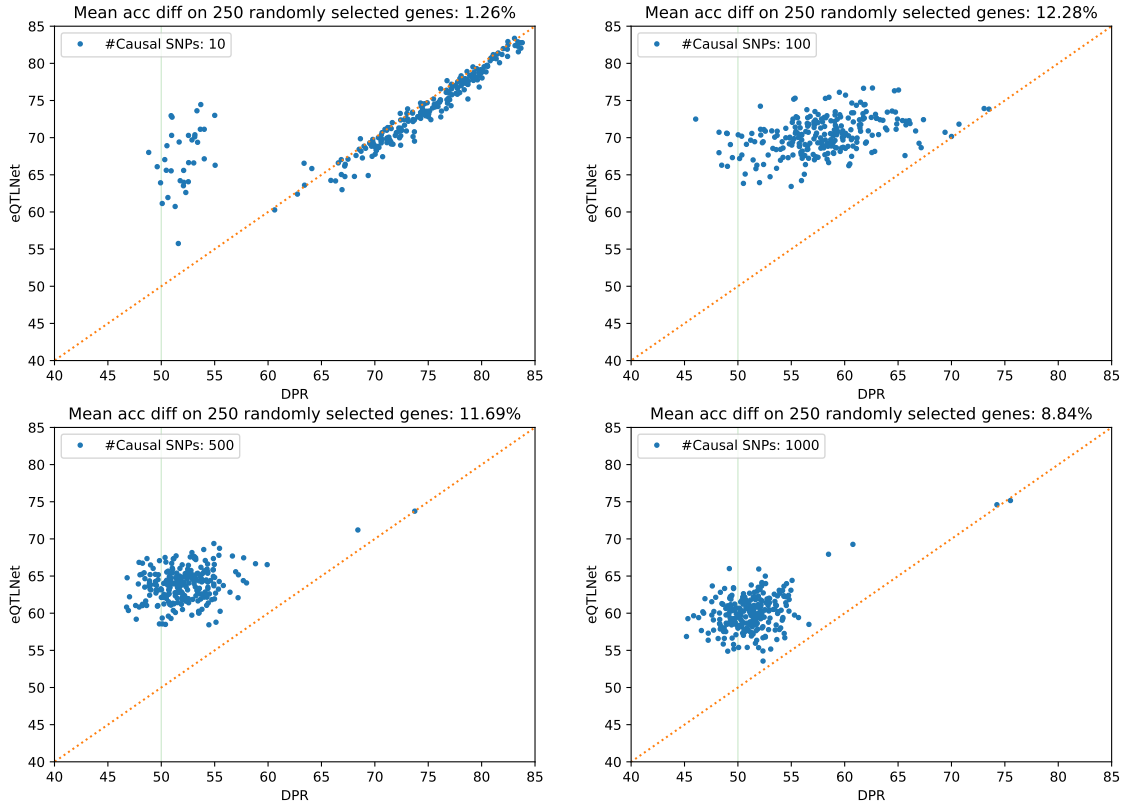 Mean acc diff on 250 randomly selected genes: 1.26%
#Causal SNPs: 10
85
80
75
70
65
60
55
50
45
40
eQTLNet
40 50 55 60 65 70 75 80 85
DPR
Mean acc diff on 250 randomly selected genes: 12.28%
#Causal SNPs: 100
85
80
75
70
65
60
55
50
45
40
eQTLNet
40 45 50 55 60 65 70 75 80 85
DPR
Mean acc diff on 250 randomly selected genes: 11.69%
#Causal SNPs: 500
85
80
75
70
65
60
55
50
45
40
eQTLNet
40 45 50 55 60 65 70 75 80 85
DPR
Mean acc diff on 250 randomly selected genes: 8.84%
#Causal SNPs: 1000
85
80
75
70
65
60
55
50
45
40
eQTLNet
40 45 50 55 60 65 70 75 80 85
DPR